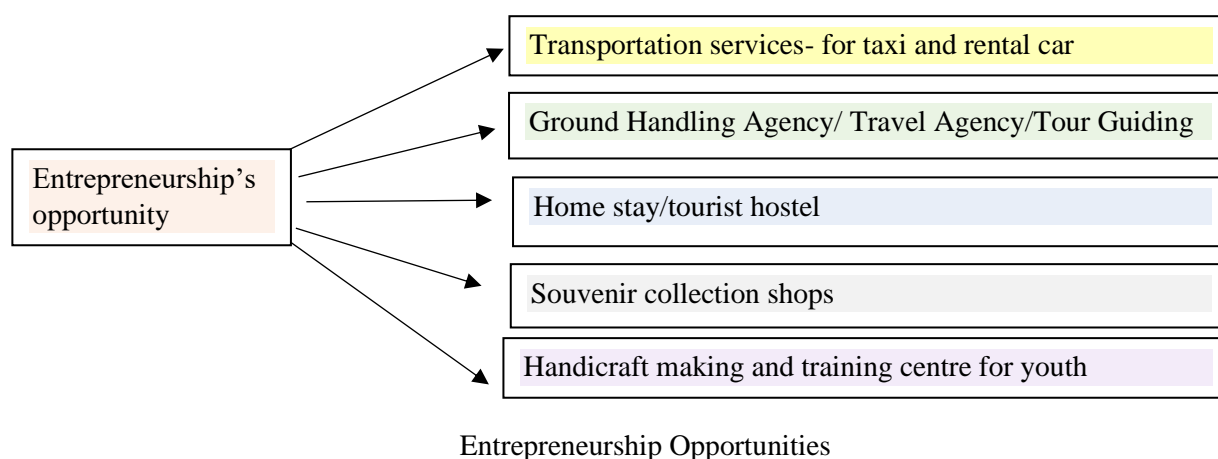 Transportation services- for taxi and rental car
Ground Handling Agency/ Travel Agency/Tour Guiding
Entrepreneurship’s
opportunity
Home stay/tourist hostel
Souvenir collection shops
Handicraft making and training centre for youth
Entrepreneurship Opportunities